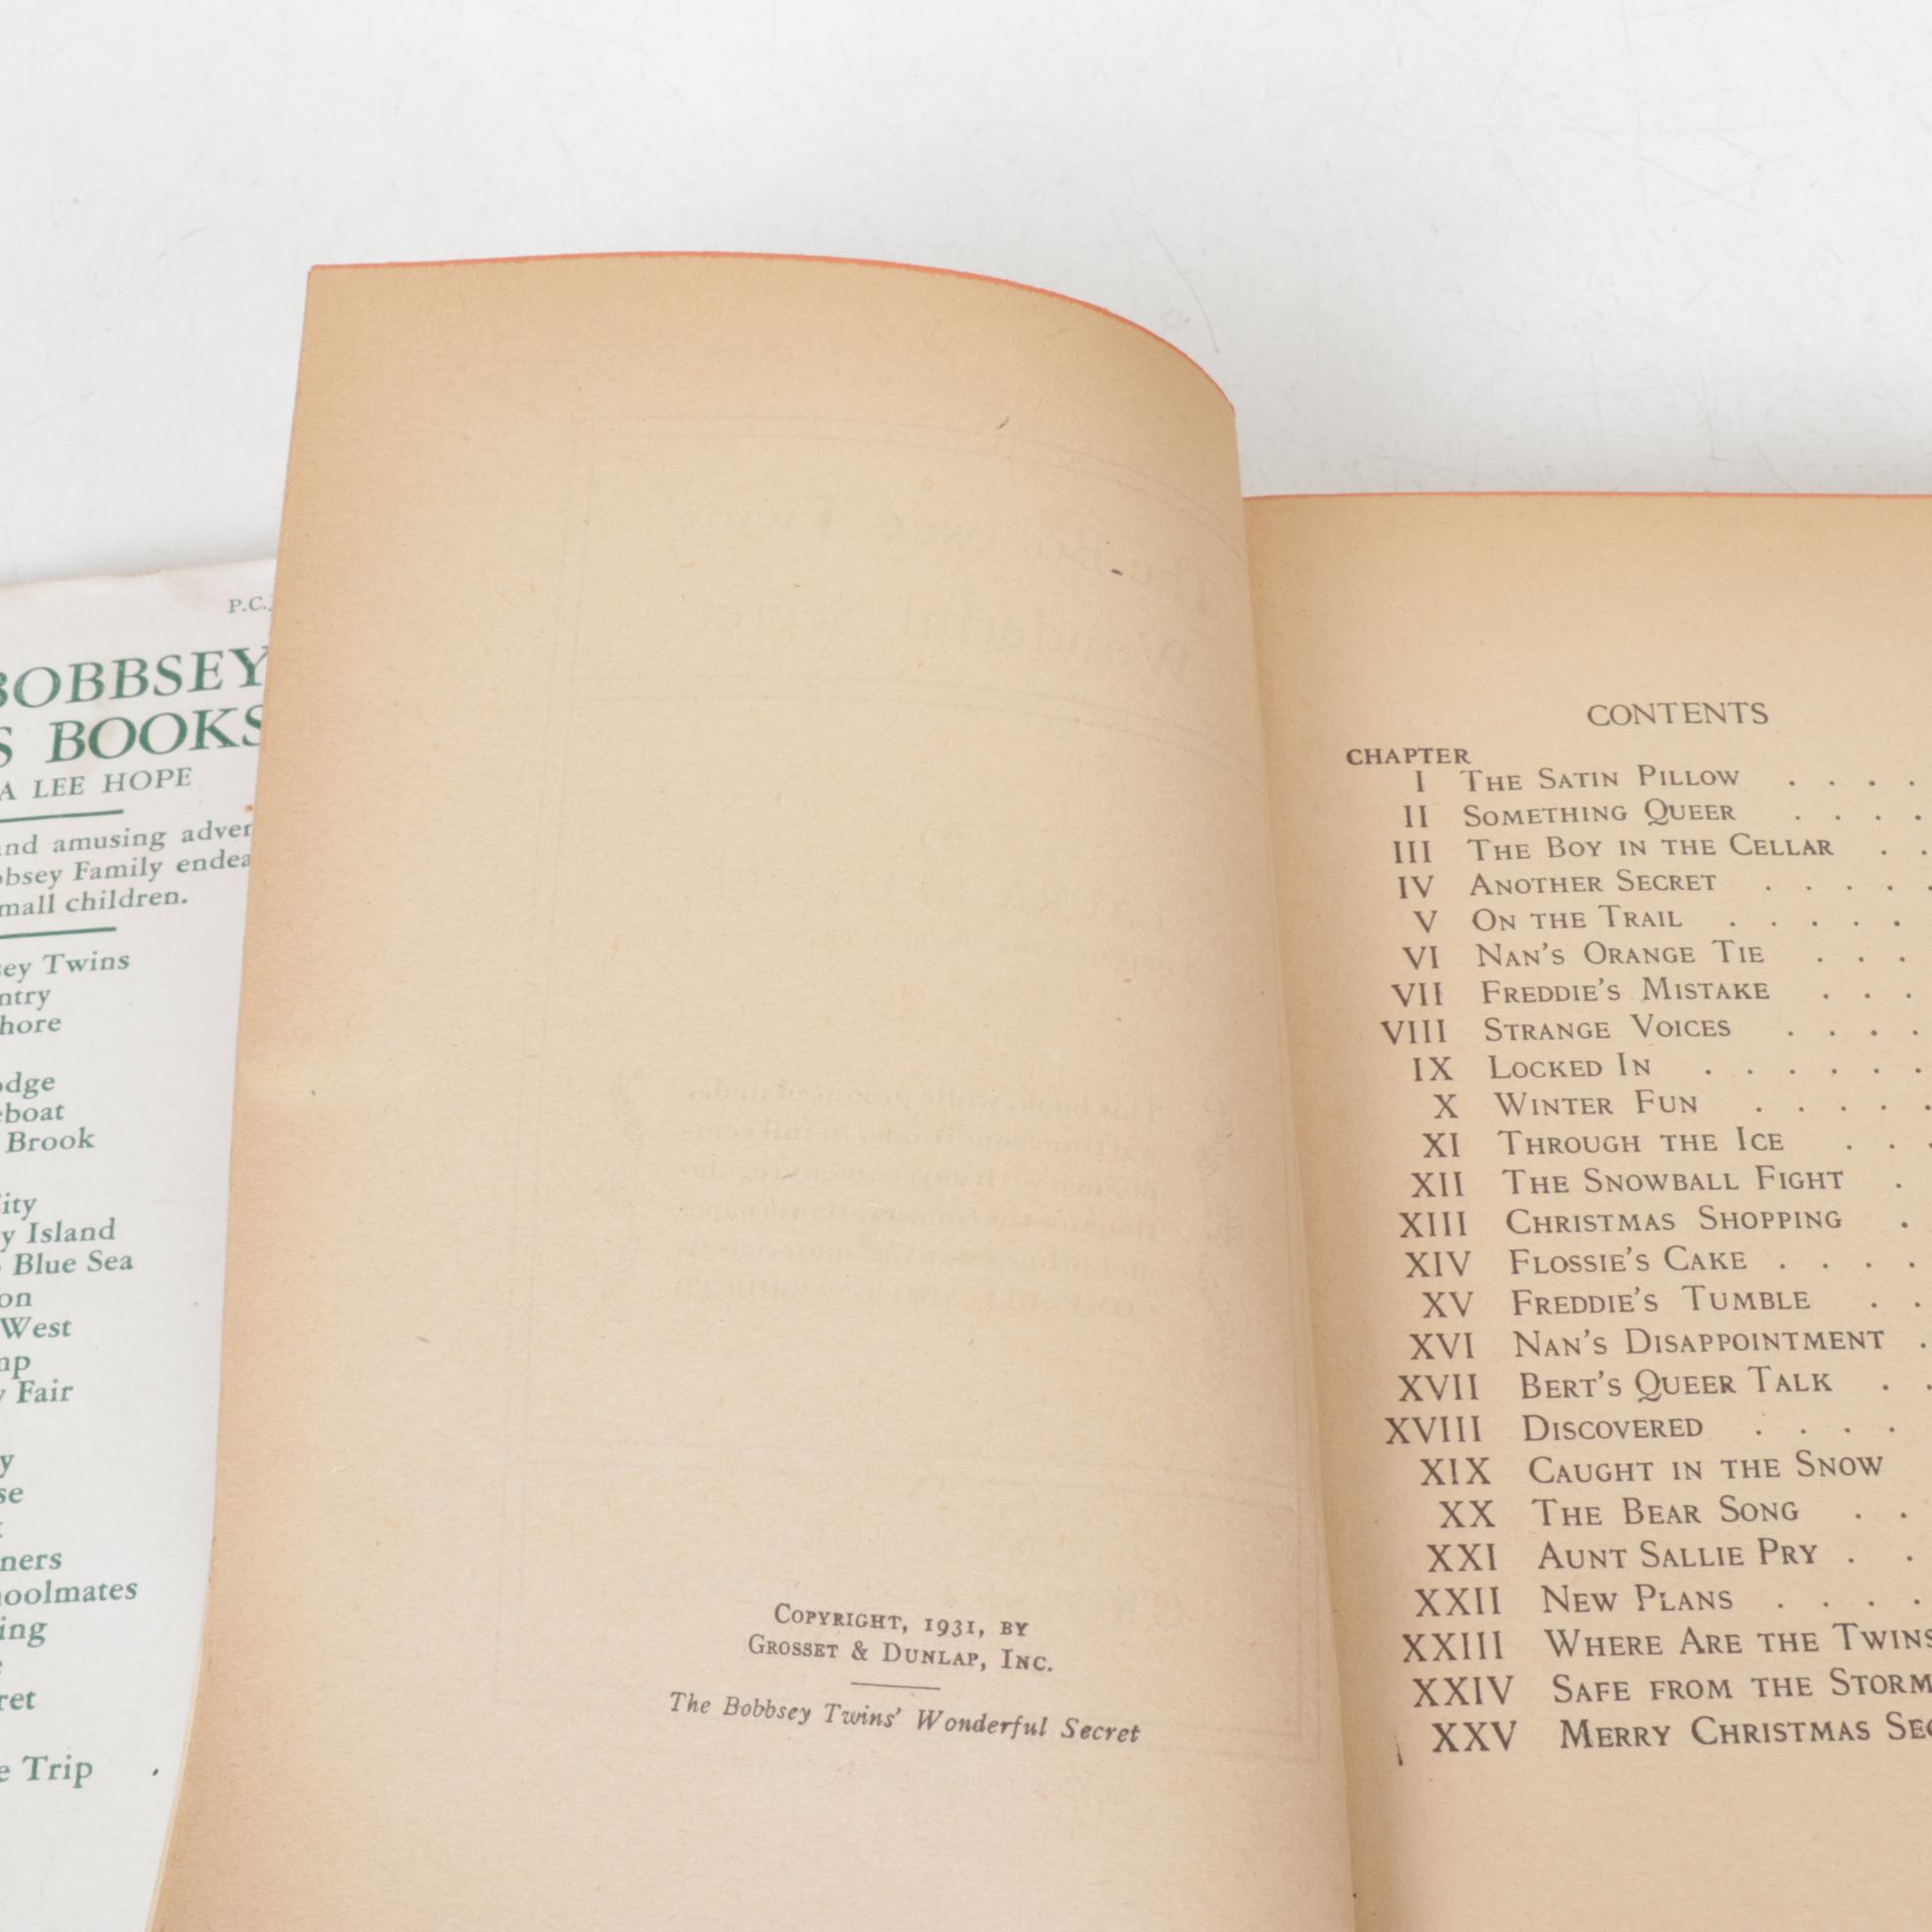 P.C.
BOBBSEY
S BOOKS
A LEE HOPE
and amusing adver
obsey Family endea
mall children.
sey Twins
ntry
hore
odge
eboat
Brook
City
y Island
Blue Sea
on
West
mp
y Fair
y
se
ners
hoolmates
ing
ret
e Trip
COPYRIGHT, 1931, BY
GROSSET & DUNLAP, INC.
The Bobbsey Twins' Wonderful Secret
CONTENTS
CHAPTER
I THE SATIN PILLOW . . . .
II SOMETHING QUEER . . . .
III THE BOY IN THE CELLAR . .
IV ANOTHER SECRET . . . . .
V ON THE TRAIL . . . . .
VI NAN'S ORANGE TIE . . .
VII FREDDIE'S MISTAKE . . .
VIII STRANGE VOICES . . . .
IX LOCKED IN . . . . . .
X WINTER FUN . . . . .
XI THROUGH THE ICE . . .
XII THE SNOWBALL FIGHT .
XIII CHRISTMAS SHOPPING .
XIV FLOSSIE'S CAKE . . . .
XV FREDDIE'S TUMBLE . .
XVI NAN'S DISAPPOINTMENT .
XVII BERT'S QUEER TALK . .
XVIII DISCOVERED . . . .
XIX CAUGHT IN THE SNOW
XX THE BEAR SONG . .
XXI AUNT SALLIE PRY . .
XXII NEW PLANS . . . .
XXIII WHERE ARE THE TWINS
XXIV SAFE FROM THE STORM
XXV MERRY CHRISTMAS SEC